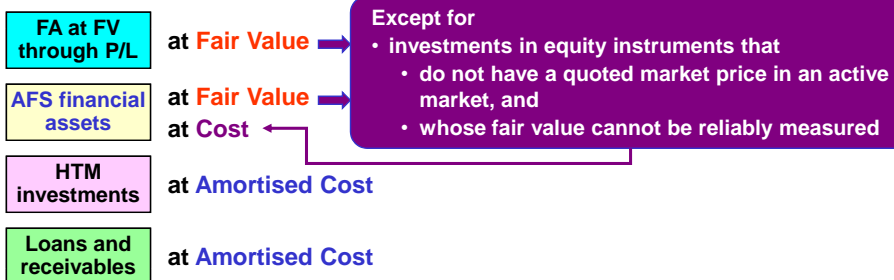 FA at FV
through P/L
at Fair Value
AFS financial
assets
at Fair Value
at Cost
HTM
investments
at Amortised Cost
Loans and
receivables
at Amortised Cost
Except for
• investments in equity instruments that
• do not have a quoted market price in an active
market, and
• whose fair value cannot be reliably measured